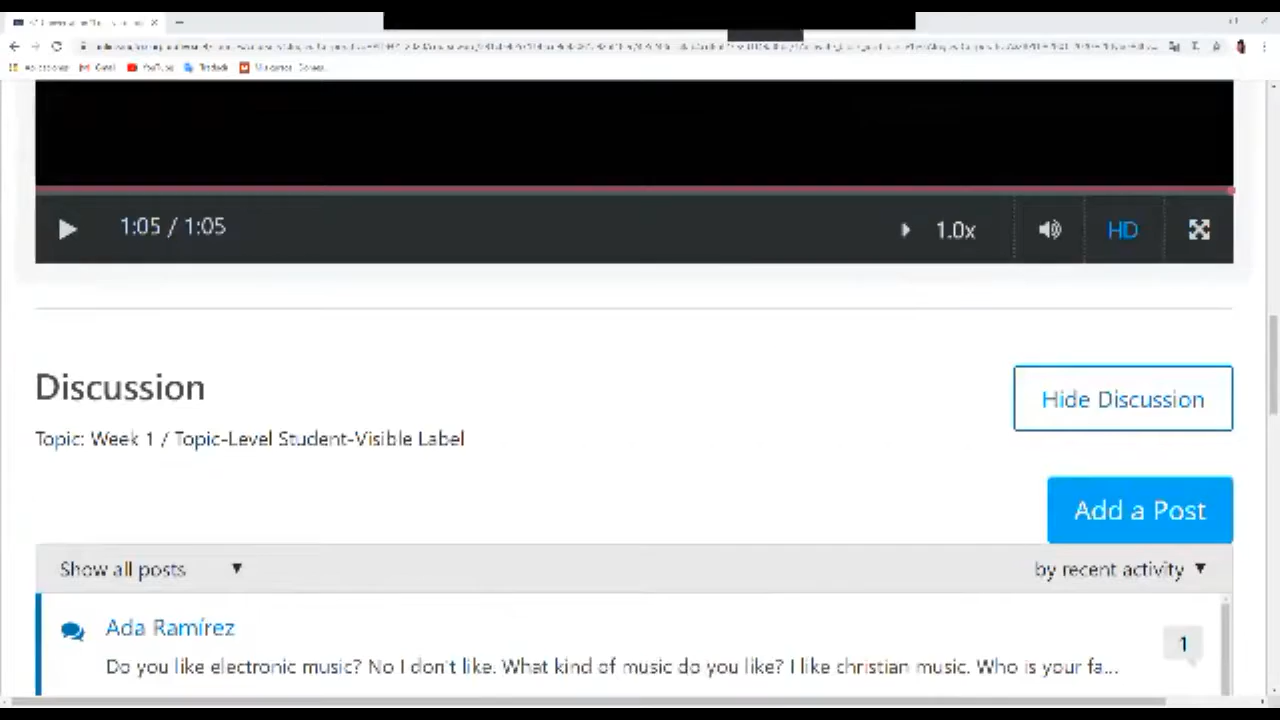 Gmail
YouTube
1:05 / 1:05
1.0x
HD
Discussion
Hide Discussion
Topic: Week 1 / Topic-Level Student-Visible Label
Add a Post
Show all posts
by recent activity
Ada Ramírez
1
Do you like electronic music? No I don't like. What kind of music do you like? I like christian music. Who is your fa...